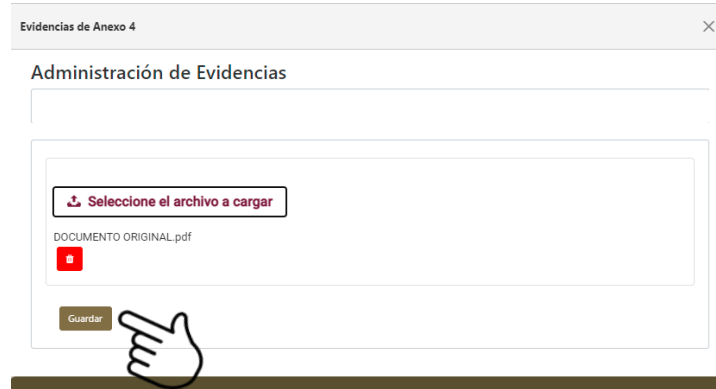 Evidencias de Anexo 4
Administración de Evidencias
Seleccione el archivo a cargar
DOCUMENTO ORIGINAL.pdf
Guardar